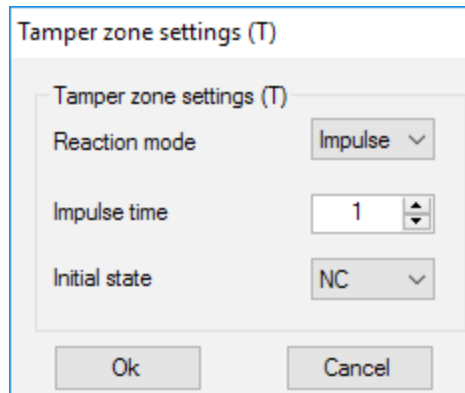 Tamper zone settings (T)
Tamper zone settings (T)
Reaction mode Impulse
Impulse time 1
Initial state NC
Ok Cancel